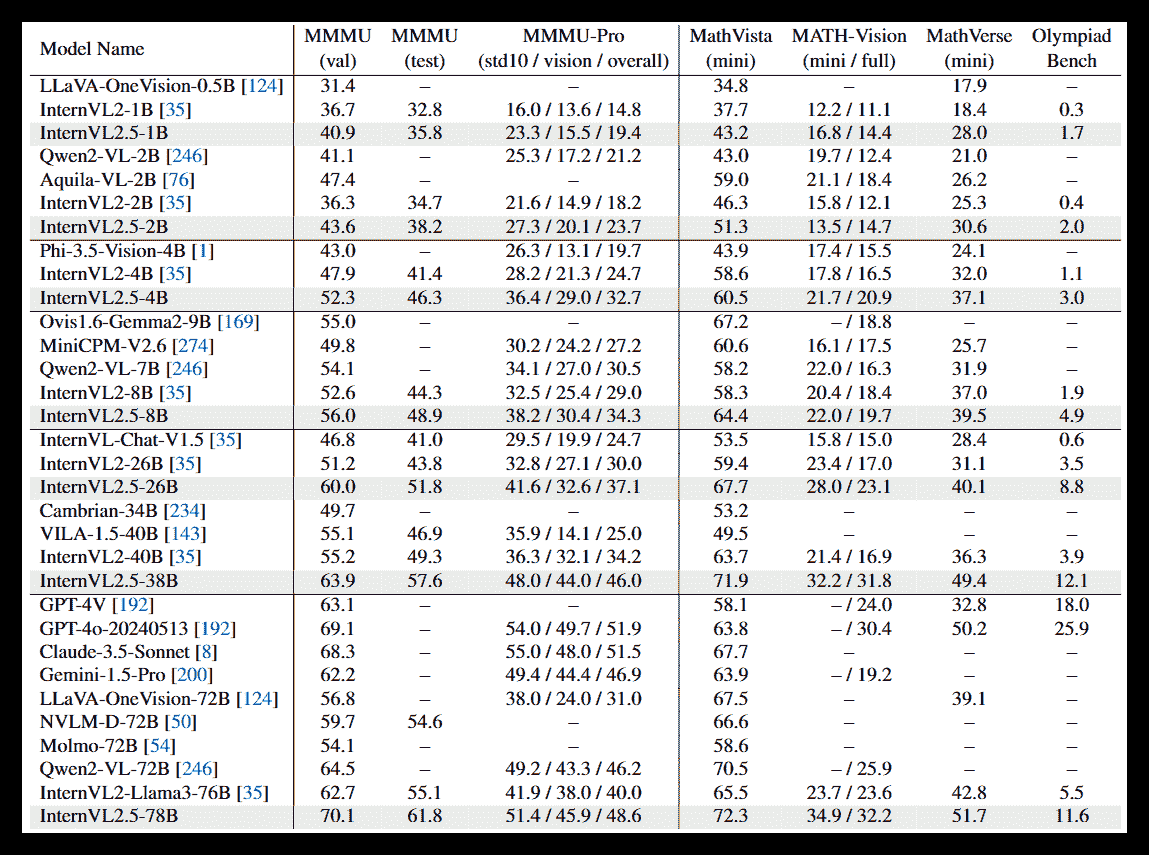 Model Name MMMU (val) MMMU (test) MMMU-Pro (std10 / vision / overall) MathVista (mini) MATH-Vision (mini / full) MathVerse (mini) Olympiad Bench
LLaVA-OneVision-0.5B [124] 31.4 – – 34.8 – 17.9 –
InternVL2-1B [35] 36.7 32.8 16.0 / 13.6 / 14.8 37.7 12.2 / 11.1 18.4 0.3
InternVL2.5-1B 40.9 35.8 23.3 / 15.5 / 19.4 43.2 16.8 / 14.4 28.0 1.7
Qwen2-VL-2B [246] 41.1 – 25.3 / 17.2 / 21.2 43.0 19.7 / 12.4 21.0 –
Aquila-VL-2B [76] 47.4 – – 59.0 21.1 / 18.4 26.2 –
InternVL2-2B [35] 36.3 34.7 21.6 / 14.9 / 18.2 46.3 15.8 / 12.1 25.3 0.4
InternVL2.5-2B 43.6 38.2 27.3 / 20.1 / 23.7 51.3 13.5 / 14.7 30.6 2.0
Phi-3.5-Vision-4B [1] 43.0 – 26.3 / 13.1 / 19.7 43.9 17.4 / 15.5 24.1 –
InternVL2-4B [35] 47.9 41.4 28.2 / 21.3 / 24.7 58.6 17.8 / 16.5 32.0 1.1
InternVL2.5-4B 52.3 46.3 36.4 / 29.0 / 32.7 60.5 21.7 / 20.9 37.1 3.0
Ovis1.6-Gemma2-9B [169] 55.0 – – 67.2 – / 18.8 – –
MiniCPM-V2.6 [274] 49.8 – 30.2 / 24.2 / 27.2 60.6 16.1 / 17.5 25.7 –
Qwen2-VL-7B [246] 54.1 – 34.1 / 27.0 / 30.5 58.2 22.0 / 16.3 31.9 –
InternVL2-8B [35] 52.6 44.3 32.5 / 25.4 / 29.0 58.3 20.4 / 18.4 37.0 1.9
InternVL2.5-8B 56.0 48.9 38.2 / 30.4 / 34.3 64.4 22.0 / 19.7 39.5 4.9
InternVL-Chat-V1.5 [35] 46.8 41.0 29.5 / 19.9 / 24.7 53.5 15.8 / 15.0 28.4 0.6
InternVL2-26B [35] 51.2 43.8 32.8 / 27.1 / 30.0 59.4 23.4 / 17.0 31.1 3.5
InternVL2.5-26B 60.0 51.8 41.6 / 32.6 / 37.1 67.7 28.0 / 23.1 40.1 8.8
Cambrian-34B [234] 49.7 – – 53.2 – – –
VILA-1.5-40B [143] 55.1 46.9 35.9 / 14.1 / 25.0 49.5 – – –
InternVL2-40B [35] 55.2 49.3 36.3 / 32.1 / 34.2 63.7 21.4 / 16.9 36.3 3.9
InternVL2.5-38B 63.9 57.6 48.0 / 44.0 / 46.0 71.9 32.2 / 31.8 49.4 12.1
GPT-4V [192] 63.1 – – 58.1 – / 24.0 32.8 18.0
GPT-4o-20240513 [192] 69.1 – 54.0 / 49.7 / 51.9 63.8 – / 30.4 50.2 25.9
Claude-3.5-Sonnet [8] 68.3 – 55.0 / 48.0 / 51.5 67.7 – – –
Gemini-1.5-Pro [200] 62.2 – 49.4 / 44.4 / 46.9 63.9 – / 19.2 – –
LLaVA-OneVision-72B [124] 56.8 – 38.0 / 24.0 / 31.0 67.5 – 39.1 –
NVLM-D-72B [50] 59.7 54.6 – 66.6 – – –
Molmo-72B [54] 54.1 – – 58.6 – – –
Qwen2-VL-72B [246] 64.5 – 49.2 / 43.3 / 46.2 70.5 – / 25.9 – –
InternVL2-Llama3-76B [35] 62.7 55.1 41.9 / 38.0 / 40.0 65.5 23.7 / 23.6 42.8 5.5
InternVL2.5-78B 70.1 61.8 51.4 / 45.9 / 48.6 72.3 34.9 / 32.2 51.7 11.6